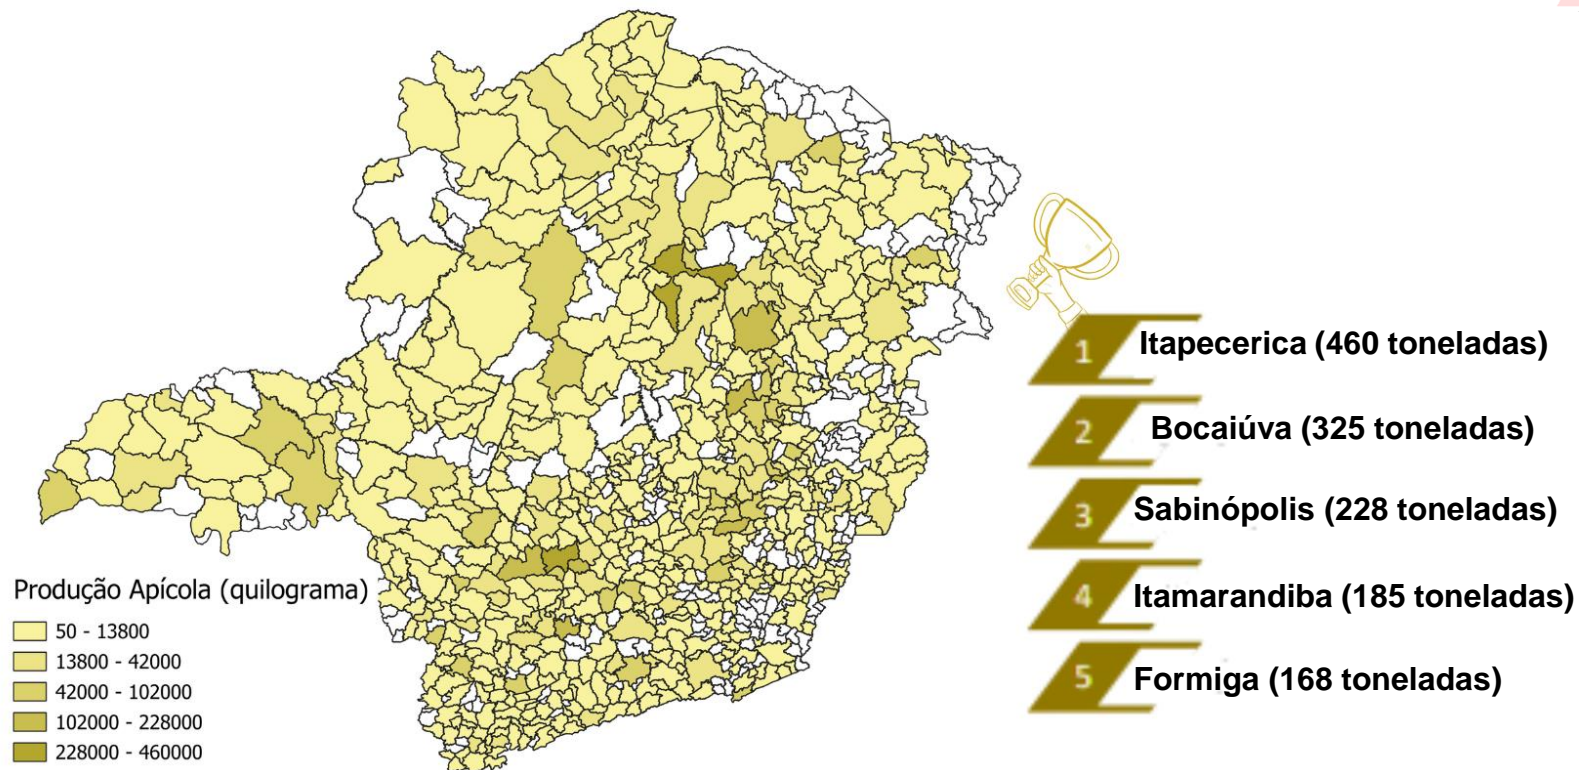 Produção Apícola (quilograma)
50 - 13800
13800 - 42000
42000 - 102000
102000 - 228000
228000 - 460000
1 Itapecerica (460 toneladas)
2 Bocaiúva (325 toneladas)
3 Sabinópolis (228 toneladas)
4 Itamarandiba (185 toneladas)
5 Formiga (168 toneladas)